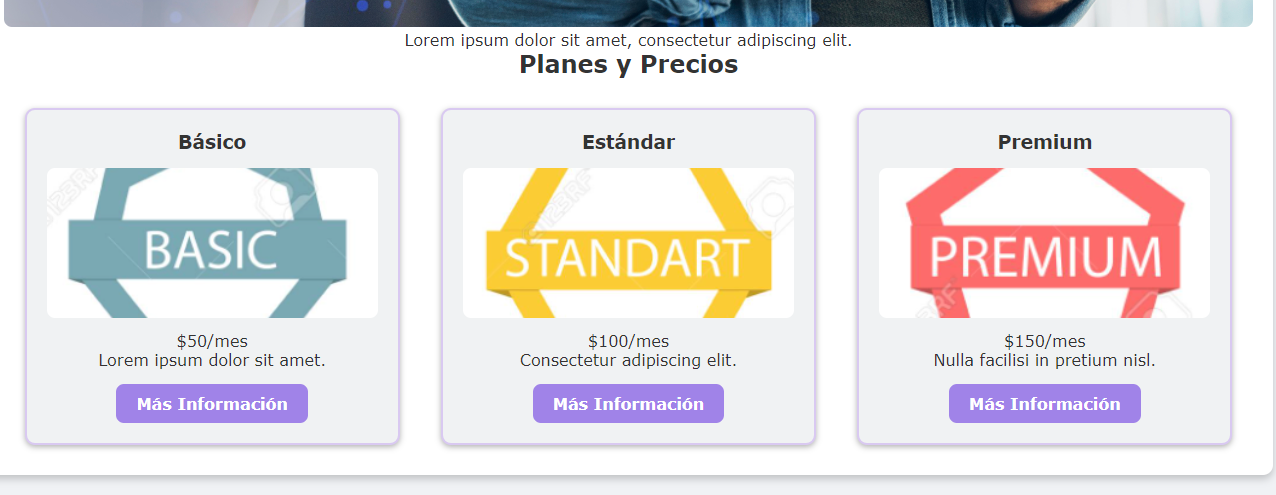 Lorem ipsum dolor sit amet, consectetur adipiscing elit.
Planes y Precios
Básico
Estándar
Premium
BASIC
STANDART
PREMIUM
$50/mes
Lorem ipsum dolor sit amet.
$100/mes
Consectetur adipiscing elit.
$150/mes
Nulla facilisi in pretium nisl.
Más Información
Más Información
Más Información